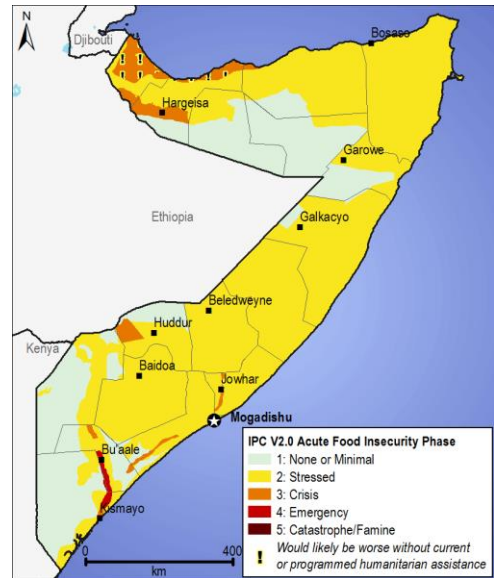 N
Djibouti
Bosaso
Hargeisa
Garowe
Ethiopia
Galkacyo
Beledweyne
Huddur
Kenya
Baidoa
Jowhar
Mogadishu
Bu'aale
Kismayo
0
400
km
IPC V2.0 Acute Food Insecurity Phase
1: None or Minimal
2: Stressed
3: Crisis
4: Emergency
5: Catastrophe/Famine
! Would likely be worse without current
or programmed humanitarian assistance